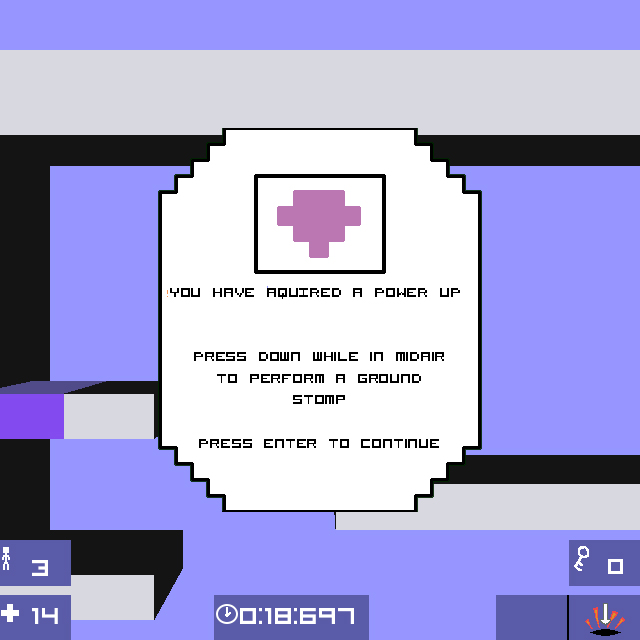 YOU HAVE AQUIRED A POWER UP
PRESS DOWN WHILE IN MIDAIR
TO PERFORM A GROUND
STOMP
PRESS ENTER TO CONTINUE
3
0
14
0:18:697